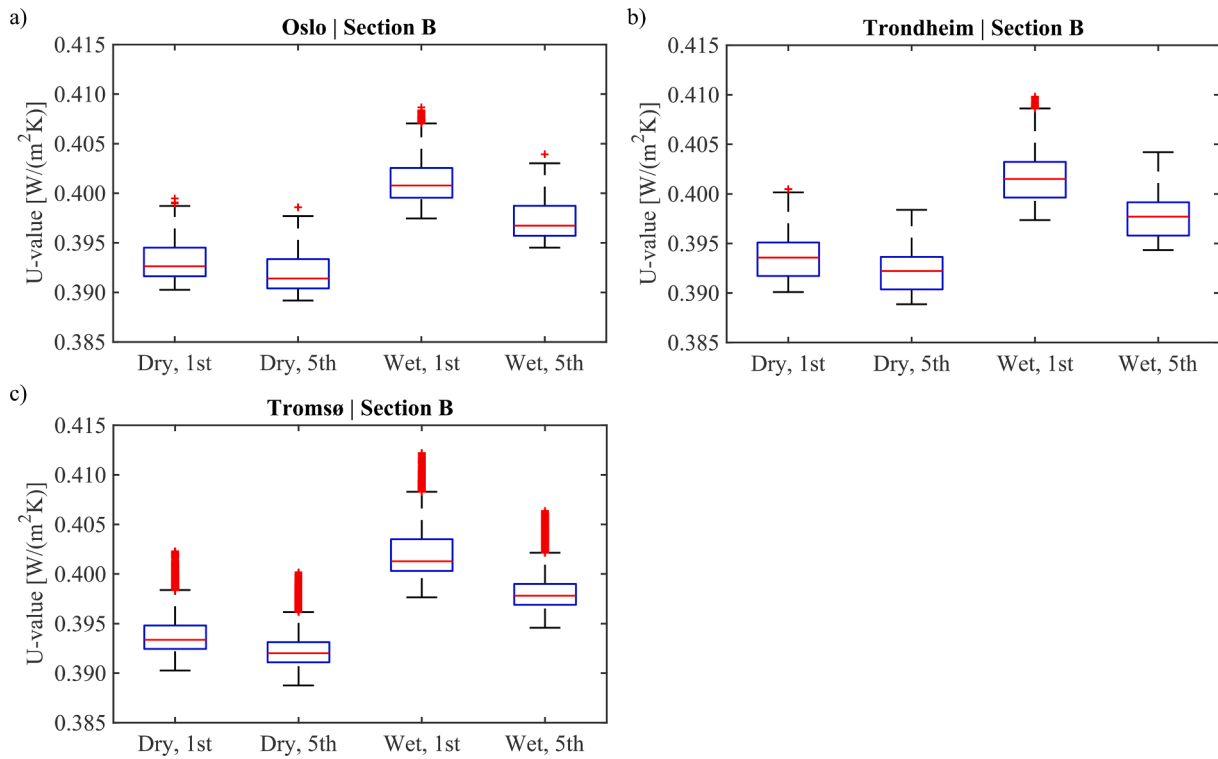 a)
Oslo | Section B
U-value [W/(m²K)]
0.415
0.410
0.405
0.400
0.395
0.390
0.385
Dry, 1st Dry, 5th Wet, 1st Wet, 5th
b)
Trondheim | Section B
U-value [W/(m²K)]
0.415
0.410
0.405
0.400
0.395
0.390
0.385
Dry, 1st Dry, 5th Wet, 1st Wet, 5th
c)
Tromsø | Section B
U-value [W/(m²K)]
0.415
0.410
0.405
0.400
0.395
0.390
0.385
Dry, 1st Dry, 5th Wet, 1st Wet, 5th